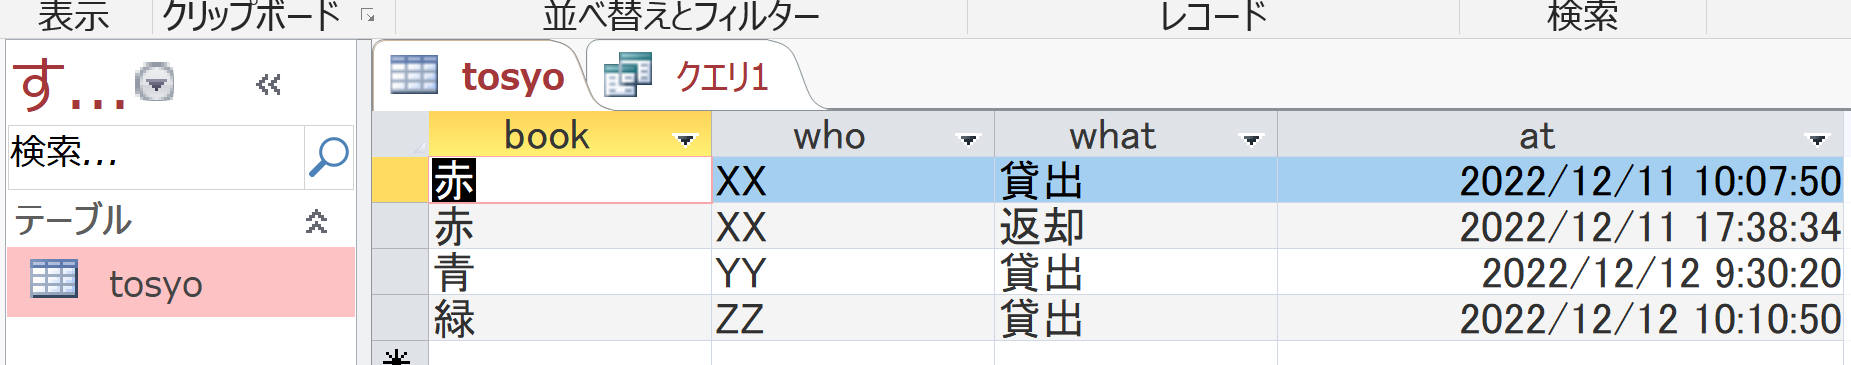 表示 クリップボード 並べ替えとフィルター レコード 検索
す... «
tosyo クエリ1
検索...
テーブル
tosyo
book who what at
赤 XX 貸出 2022/12/11 10:07:50
赤 XX 返却 2022/12/11 17:38:34
青 YY 貸出 2022/12/12 9:30:20
緑 ZZ 貸出 2022/12/12 10:10:50